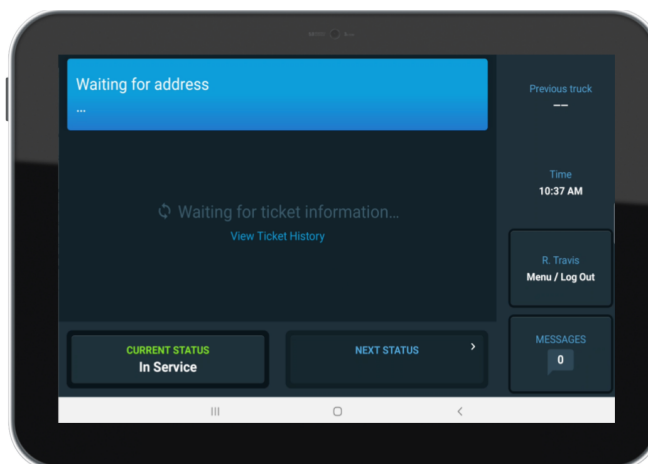 Waiting for address
...
Previous truck
––
Time
10:37 AM
Waiting for ticket information...
View Ticket History
R. Travis
Menu / Log Out
CURRENT STATUS
In Service
NEXT STATUS
MESSAGES
0